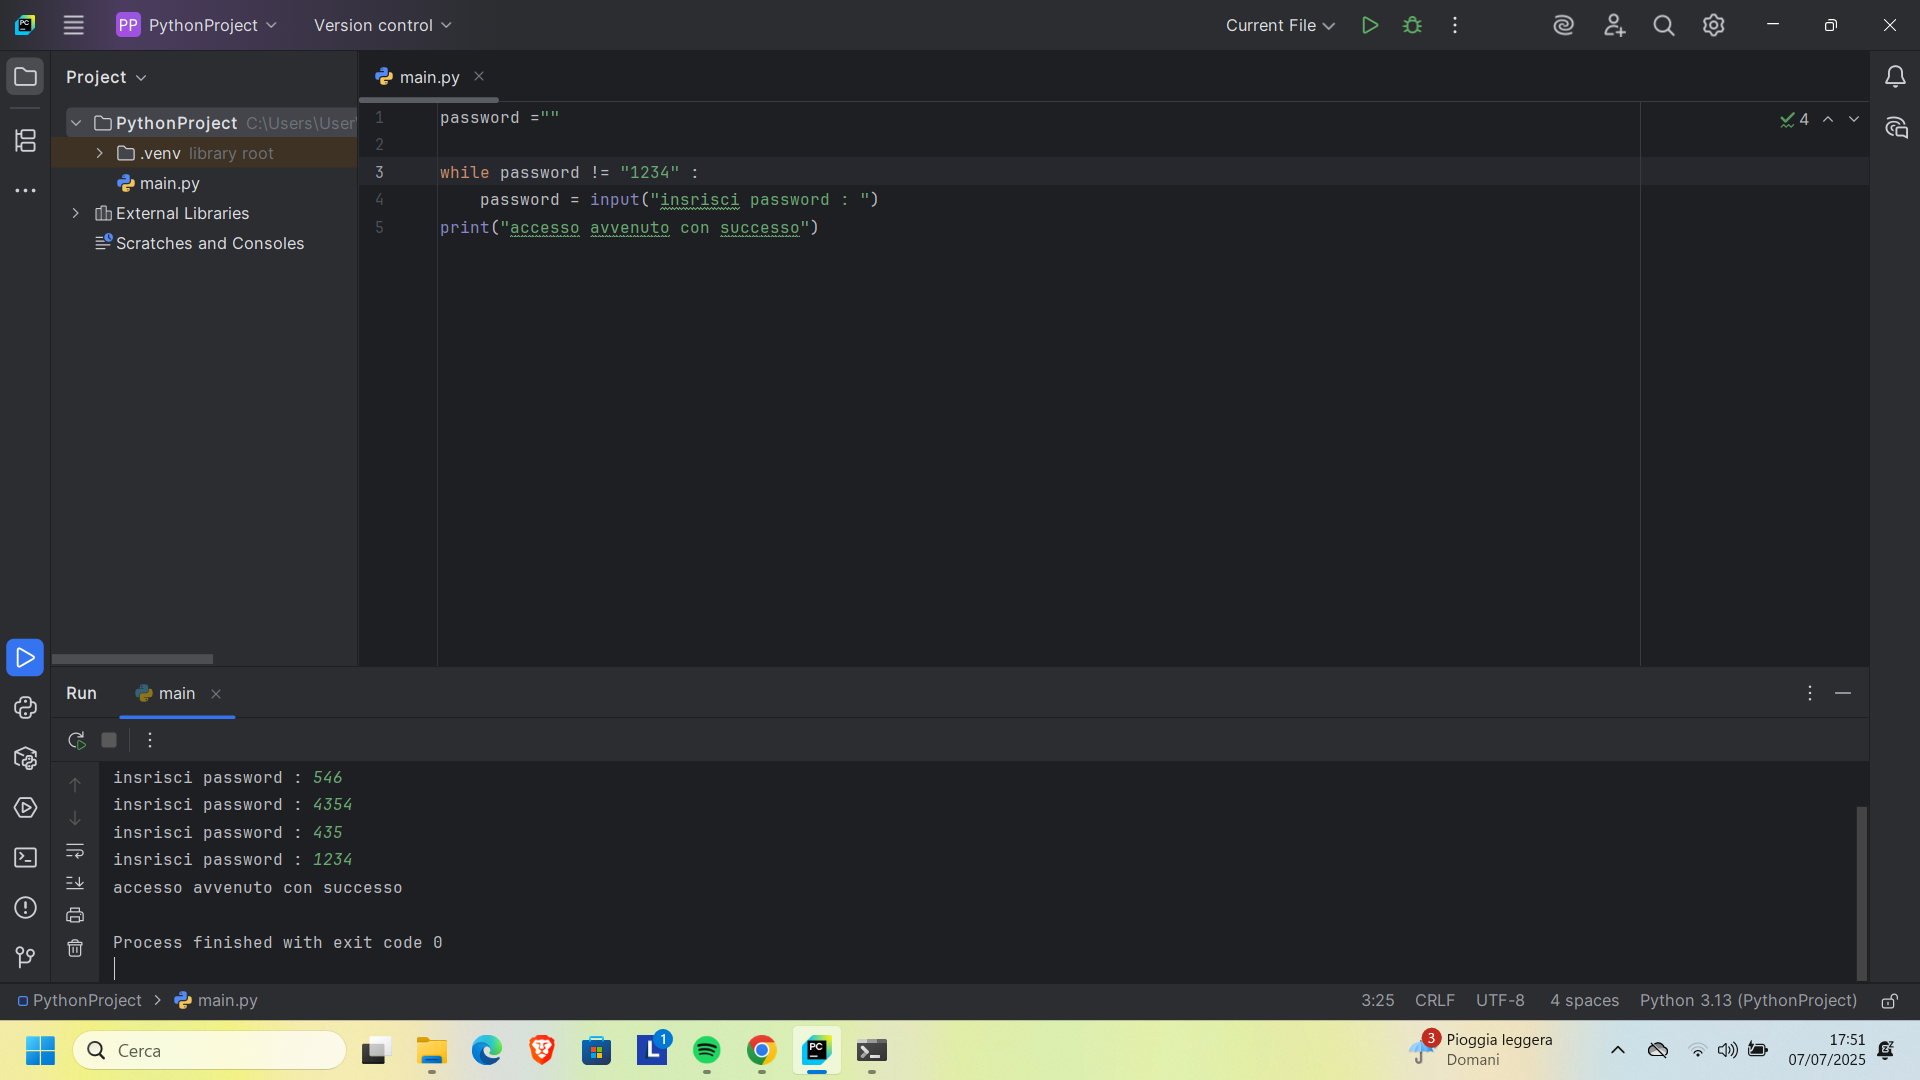 PP PythonProject
Version control
Current File
Project
main.py
PythonProject C:\Users\User
.venv library root
main.py
External Libraries
Scratches and Consoles
1 password =""
2
3 while password != "1234" :
4 password = input("insrisci password : ")
5 print("accesso avvenuto con successo")
4
Run main
insrisci password : 546
insrisci password : 4354
insrisci password : 435
insrisci password : 1234
accesso avvenuto con successo
Process finished with exit code 0
PythonProject main.py
3:25 CRLF UTF-8 4 spaces Python 3.13 (PythonProject)
Cerca
L 1
PC
3
Pioggia leggera
Domani
17:51
07/07/2025